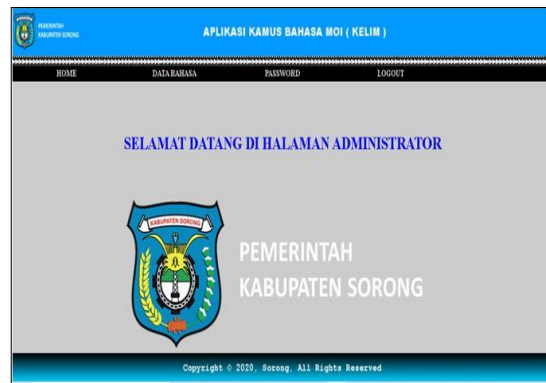 PEMERINTAH
KABUPATEN SORONG
APLIKASI KAMUS BAHASA MOI ( KELIM )
HOME DATA BAHASA PASSWORD LOGOUT
SELAMAT DATANG DI HALAMAN ADMINISTRATOR
KABUPATEN SORONG
PEMERINTAH
KABUPATEN SORONG
Copyright © 2020, Sorong, All Rights Reserved